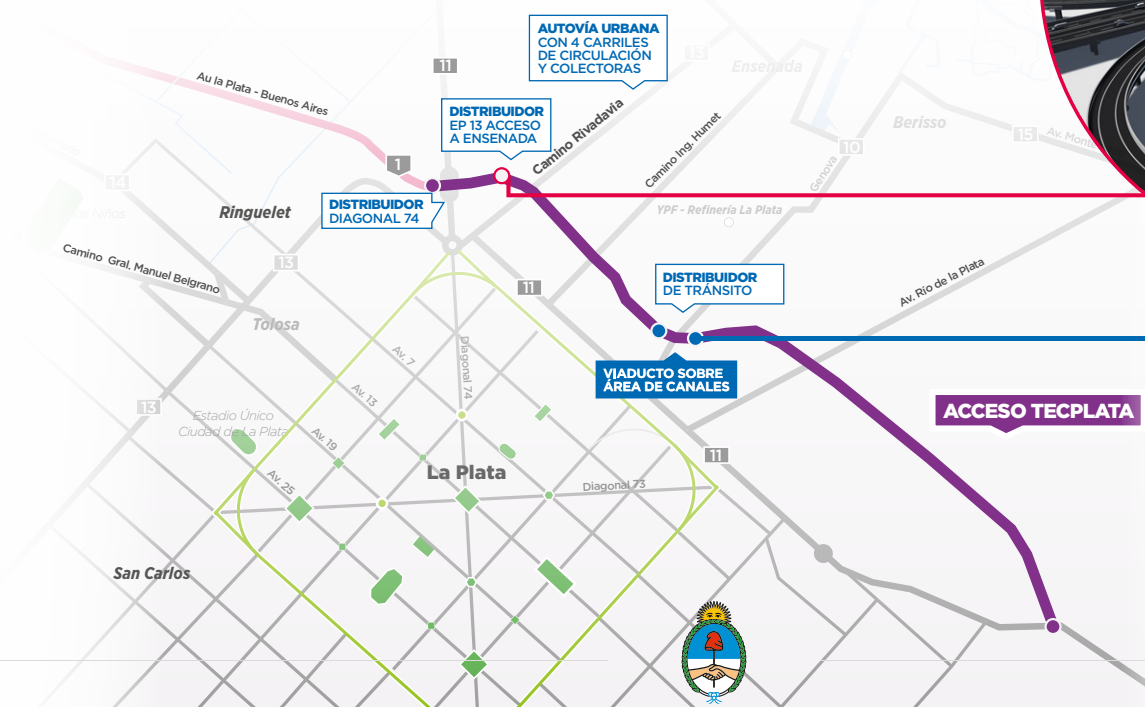 AUTOVÍA URBANA
CON 4 CARRILES
DE CIRCULACIÓN
Y COLECTORAS
13
11
Ensenada
Au la Plata - Buenos Aires
DISTRIBUIDOR
EP 13 ACCESO
A ENSENADA
Camino Rivadavia
Camino Ing. Humet
Berisso
15
10
1
Genova
14
DISTRIBUIDOR
DIAGONAL 74
Ringuelet
YPF - Refinería La Plata
Camino Gral. Manuel Belgrano
13
11
DISTRIBUIDOR
DE TRÁNSITO
Av. Rio de la Plata
Tolosa
Av. 7
Diagonal 74
VIADUCTO SOBRE
ÁREA DE CANALES
13
Av. 13
Estadio Único
Ciudad de La Plata
ACCESO TECPLATA
Av. 19
11
La Plata
Av. 25
Diagonal 73
San Carlos